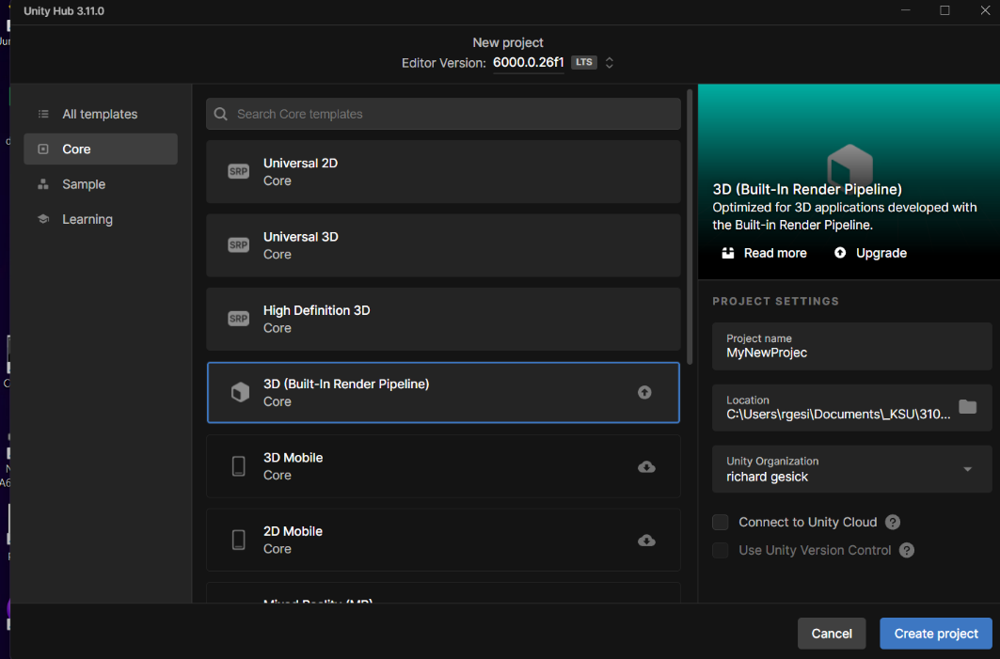 Unity Hub 3.11.0
New project
Editor Version: 6000.0.26f1 LTS
All templates
Core
Sample
Learning
Search Core templates
SRP
Universal 2D
Core
SRP
Universal 3D
Core
SRP
High Definition 3D
Core
3D (Built-In Render Pipeline)
Core
3D Mobile
Core
2D Mobile
Core
Mixed Reality (MR)
3D (Built-In Render Pipeline)
Optimized for 3D applications developed with
the Built-in Render Pipeline.
Read more
Upgrade
PROJECT SETTINGS
Project name
MyNewProjec
Location
C:\Users\rgesi\Documents\_KSU\310...
Unity Organization
richard gesick
Connect to Unity Cloud ?
Use Unity Version Control ?
Cancel
Create project